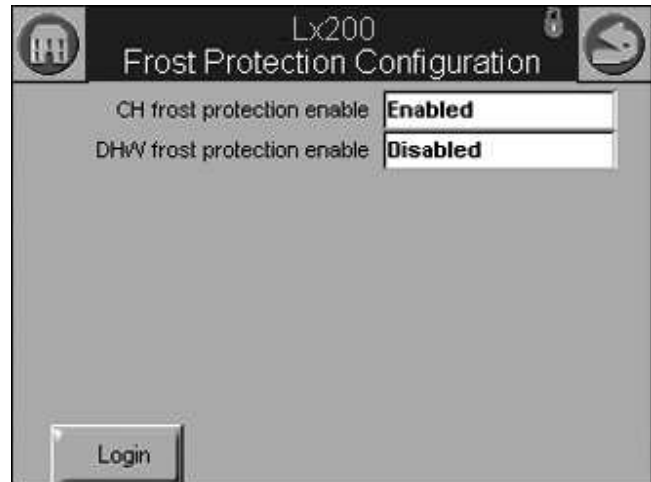 Lx200
Frost Protection Configuration
CH frost protection enable Enabled
DHW frost protection enable Disabled
Login